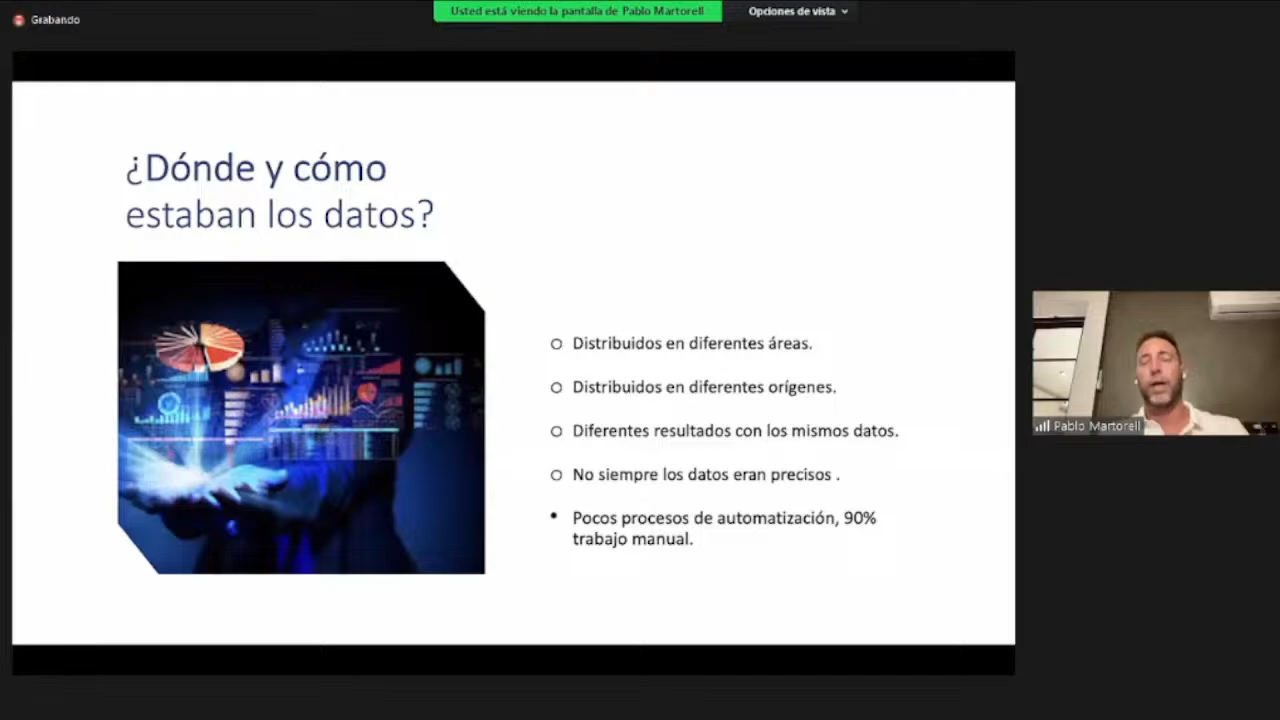 Grabando
Usted está viendo la pantalla de Pablo Martorell
Opciones de vista
¿Dónde y cómo
estaban los datos?
Distribuidos en diferentes áreas.
Distribuidos en diferentes orígenes.
Diferentes resultados con los mismos datos.
No siempre los datos eran precisos .
Pocos procesos de automatización, 90%
trabajo manual.
Pablo Martorell